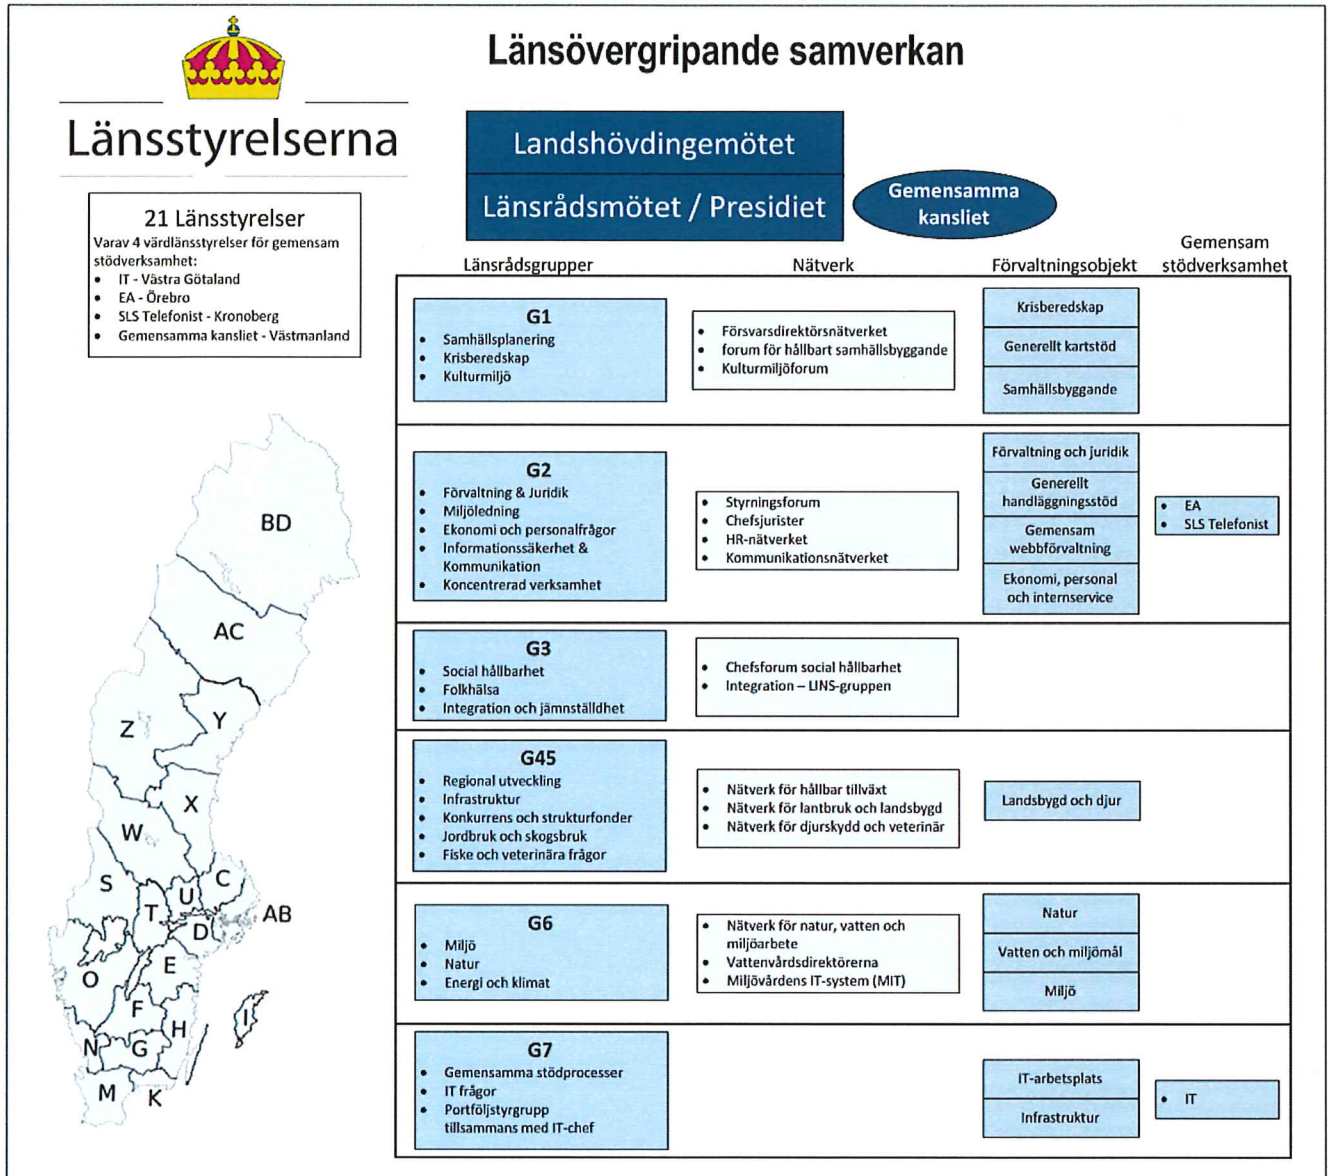 Länsövergripande samverkan
Länsstyrelserna
21 Länsstyrelser
Varav 4 värdlänsstyrelser för gemensam
stödverksamhet:
• IT - Västra Götaland
• EA - Örebro
• SLS Telefonist - Kronoberg
• Gemensamma kansliet - Västmanland
Landshövdingemötet
Länsrådsmötet / Presidiet
Gemensamma
kansliet
Länsrådsgrupper
Nätverk
Förvaltningsobjekt
Gemensam
stödverksamhet
G1
• Samhällsplanering
• Krisberedskap
• Kulturmiljö
• Försvarsdirektörsnätverket
• forum för hållbart samhällsbyggande
• Kulturmiljöforum
Krisberedskap
Generellt kartstöd
Samhällsbyggande
G2
• Förvaltning & Juridik
• Miljöledning
• Ekonomi och personalfrågor
• Informationssäkerhet &
Kommunikation
• Koncentrerad verksamhet
• Styrningsforum
• Chefsjurister
• HR-nätverket
• Kommunikationsnätverket
Förvaltning och juridik
Generellt
handläggningsstöd
Gemensam
webbförvaltning
Ekonomi, personal
och internservice
• EA
• SLS Telefonist
G3
• Social hållbarhet
• Folkhälsa
• Integration och jämnställdhet
• Chefsforum social hållbarhet
• Integration – LINS-gruppen
G45
• Regional utveckling
• Infrastruktur
• Konkurrens och strukturfonder
• Jordbruk och skogsbruk
• Fiske och veterinära frågor
• Nätverk för hållbar tillväxt
• Nätverk för lantbruk och landsbygd
• Nätverk för djurskydd och veterinär
Landsbygd och djur
G6
• Miljö
• Natur
• Energi och klimat
• Nätverk för natur, vatten och
miljöarbete
• Vattenvårdsdirektörerna
• Miljövårdens IT-system (MIT)
Natur
Vatten och miljömål
Miljö
G7
• Gemensamma stödprocesser
• IT frågor
• Portföljstyrgrupp
tillsammans med IT-chef
IT-arbetsplats
Infrastruktur
• IT
BD
AC
Z
Y
X
W
S
C
U
T
AB
D
E
O
F
H
I
N
G
M
K